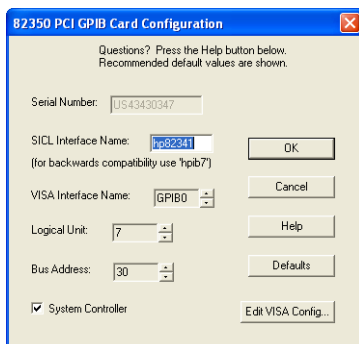 82350 PCI GPIB Card Configuration
Questions? Press the Help button below.
Recommended default values are shown.
Serial Number: US43430347
SICL Interface Name: hp82341
OK
(for backwards compatibility use 'hpib7')
Cancel
VISA Interface Name: GPIB0
Logical Unit: 7
Help
Bus Address: 30
Defaults
System Controller
Edit VISA Config...